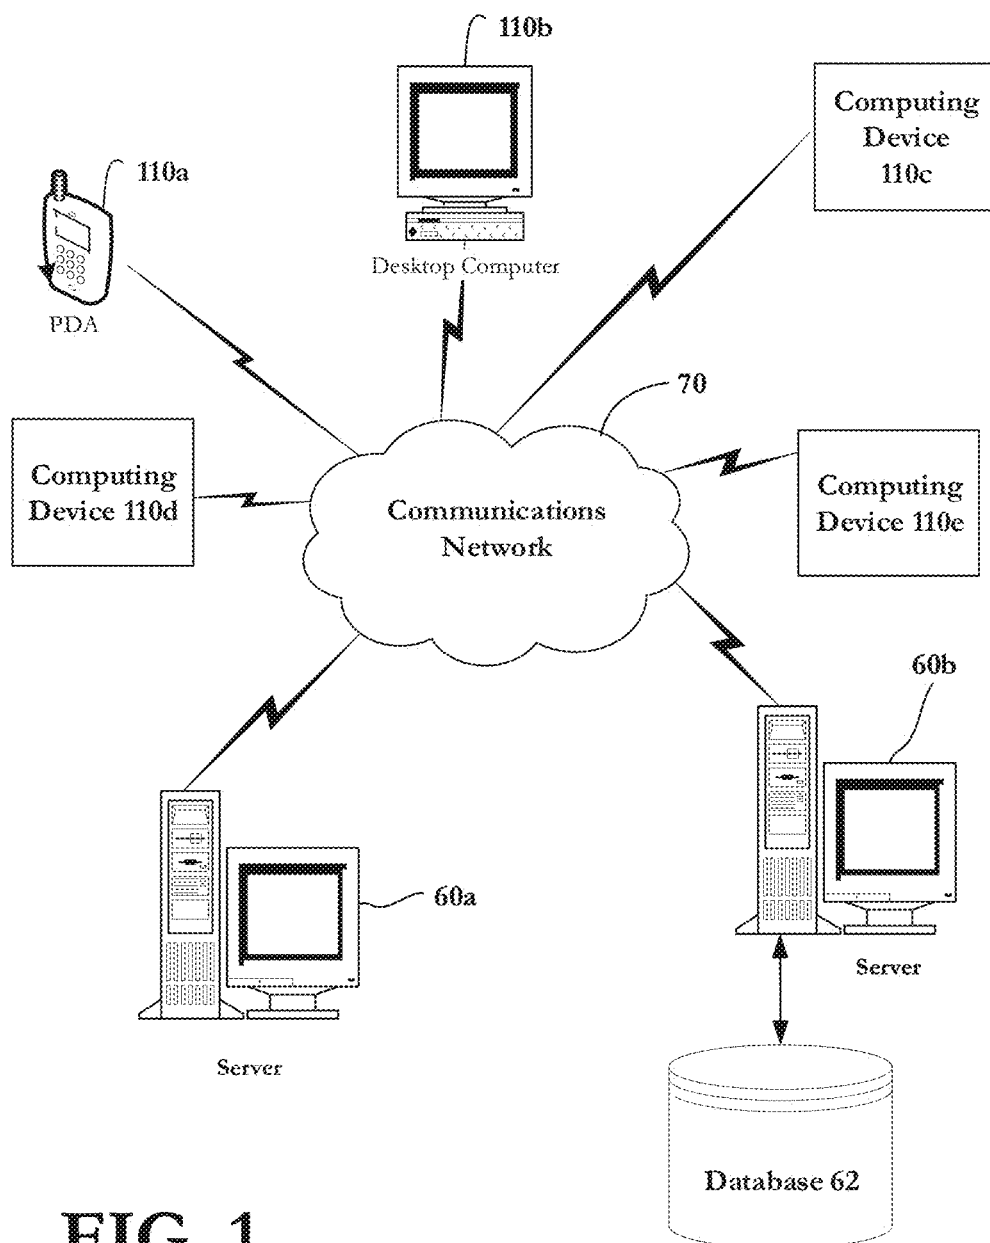 110b
Computing
Device
110c
110a
Desktop Computer
PDA
70
Computing
Device 110d
Communications
Network
Computing
Device 110e
60b
60a
Server
Server
Database 62
FIG. 1